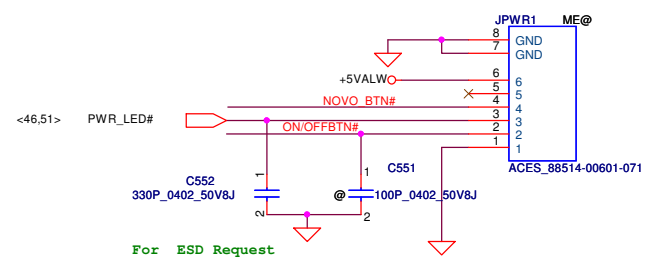 JPWR1 ME@
8 GND
7 GND
+5VALW 6 6
5 5
NOVO_BTN# 4 4
<46,51> PWR_LED# 3 3
ON/OFFBTN# 2 2
1 1
ACES_88514-00601-071
1 1
C552 C551
330P_0402_50V8J @ 100P_0402_50V8J
2 2
For ESD Request